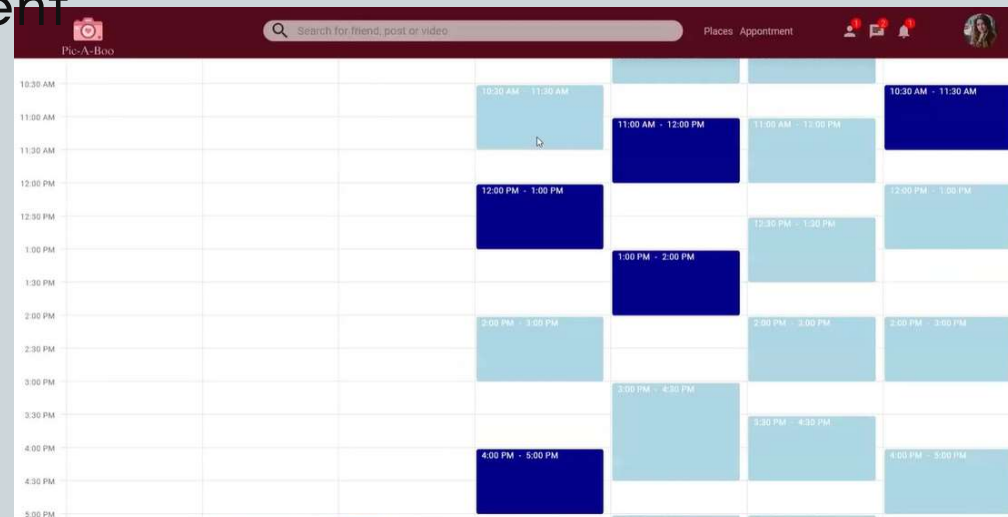 ent
Pic-A-Boo
Search for friend, post or video
Places Appontment
1
2
1
10:30 AM
11:00 AM
11:30 AM
12:00 PM
12:30 PM
1:00 PM
1:30 PM
2:00 PM
2:30 PM
3:00 PM
3:30 PM
4:00 PM
4:30 PM
5:00 PM
10:30 AM - 11:30 AM
12:00 PM - 1:00 PM
2:00 PM - 3:00 PM
4:00 PM - 5:00 PM
11:00 AM - 12:00 PM
1:00 PM - 2:00 PM
3:00 PM - 4:30 PM
11:00 AM - 12:00 PM
12:30 PM - 1:30 PM
2:00 PM - 3:00 PM
3:30 PM - 4:30 PM
10:30 AM - 11:30 AM
12:00 PM - 1:00 PM
2:00 PM - 3:00 PM
4:00 PM - 5:00 PM